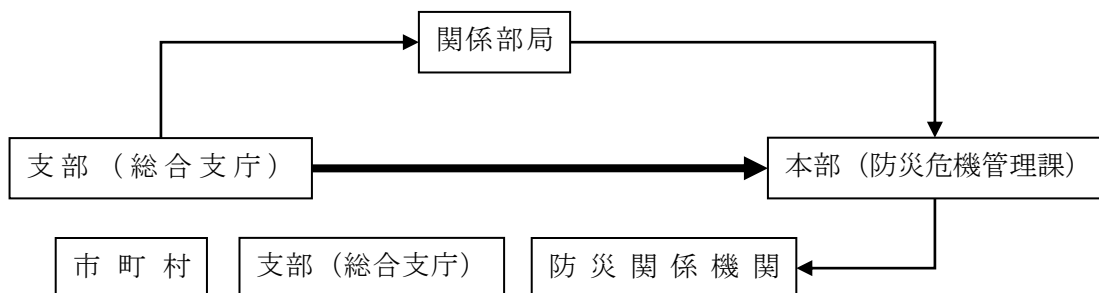 関係部局
支部（総合支庁）
本部（防災危機管理課）
市町村
支部（総合支庁）
防災関係機関